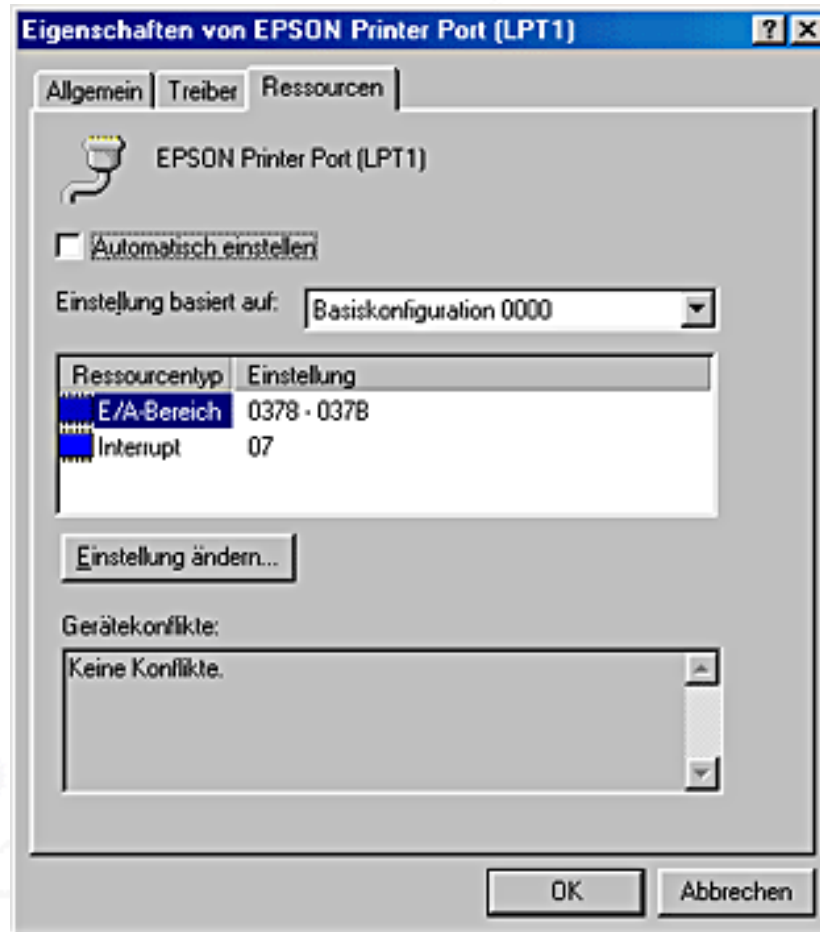 Eigenschaften von EPSON Printer Port (LPT1)
Allgemein Treiber Ressourcen
EPSON Printer Port (LPT1)
Automatisch einstellen
Einstellung basiert auf: Basiskonfiguration 0000
Ressourcentyp Einstellung
E/A-Bereich 0378 - 037B
Interrupt 07
Einstellung ändern...
Gerätekonflikte:
Keine Konflikte.
OK Abbrechen